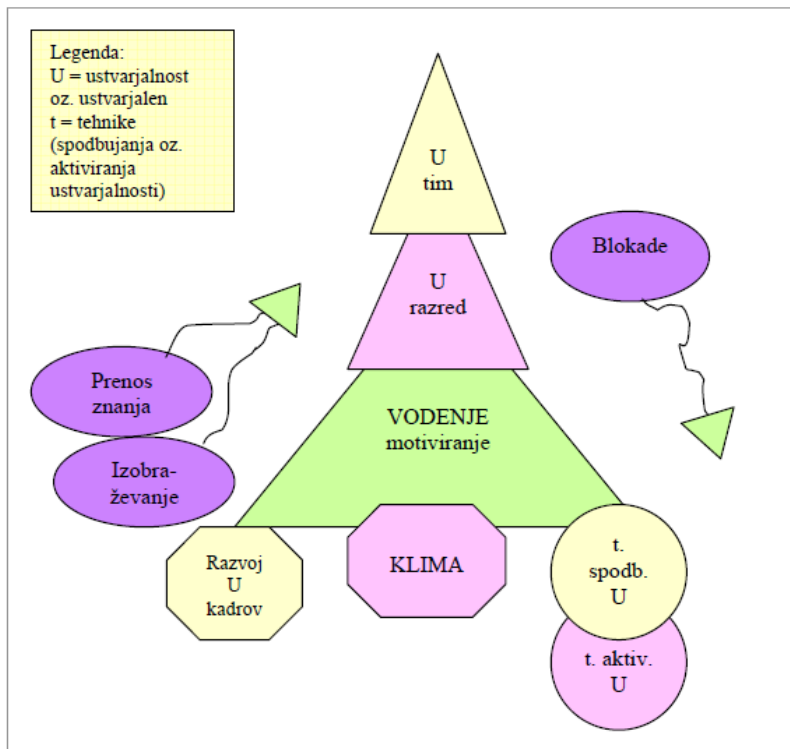 Legenda:
U = ustvarjalnost
oz. ustvarjalen
t = tehnike
(spodbujanja oz.
aktiviranja
ustvarjalnosti)
U
tim
Blokade
U
razred
Prenos
znanja
VODENJE
motiviranje
Izobra-
ževanje
Razvoj
U
kadrov
KLIMA
t.
spodb.
U
t. aktiv.
U